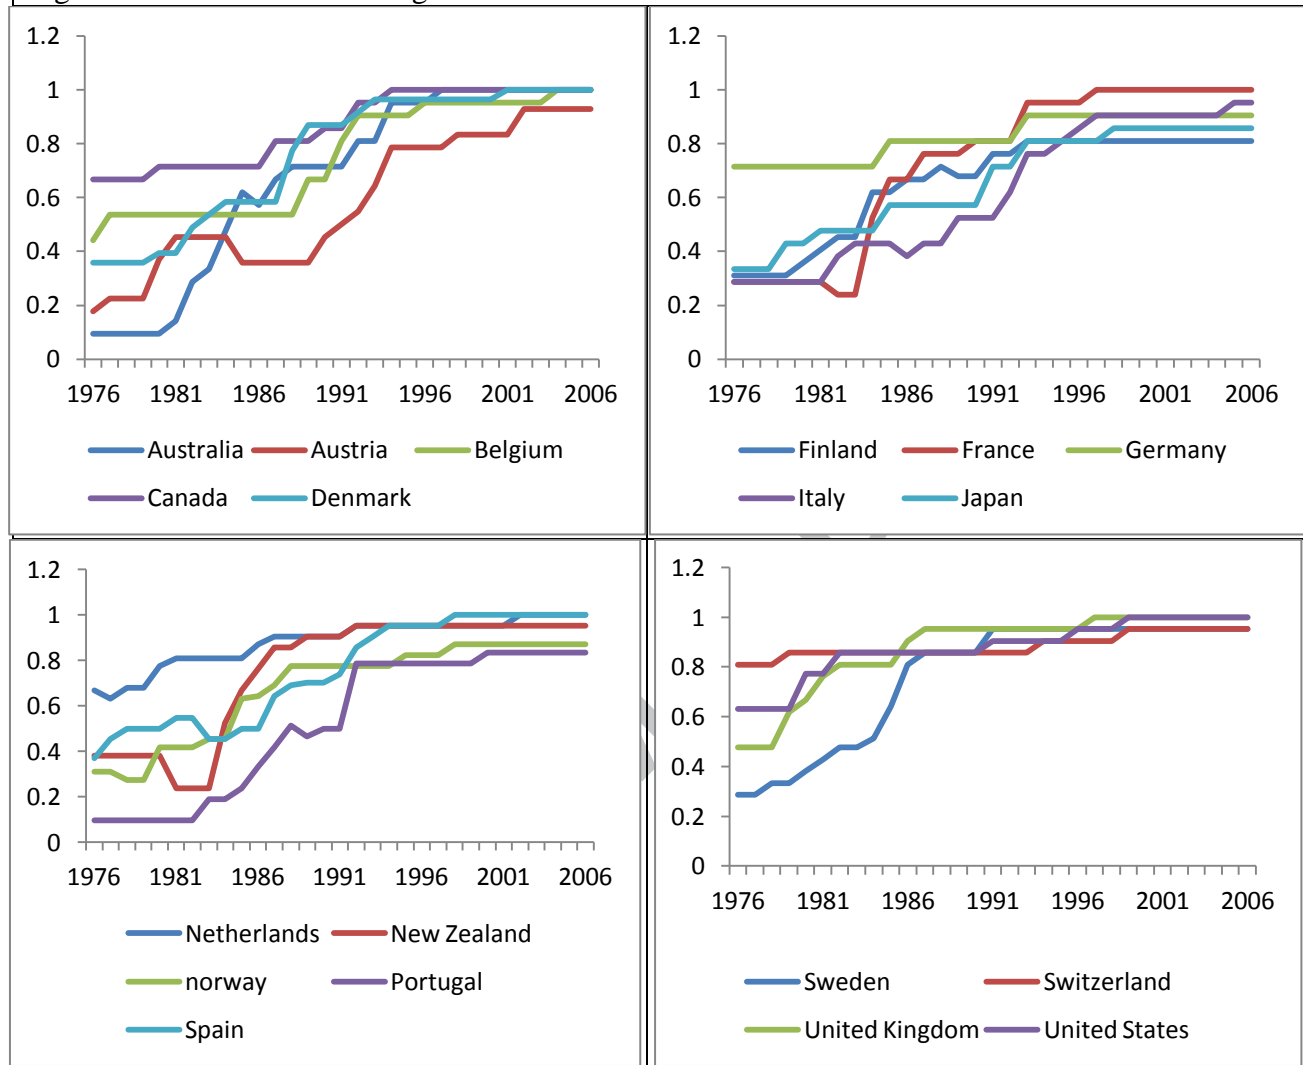 1.2
1
0.8
0.6
0.4
0.2
0
1976 1981 1986 1991 1996 2001 2006
Australia Austria Belgium
Canada Denmark
1.2
1
0.8
0.6
0.4
0.2
0
1976 1981 1986 1991 1996 2001 2006
Finland France Germany
Italy Japan
1.2
1
0.8
0.6
0.4
0.2
0
1976 1981 1986 1991 1996 2001 2006
Netherlands New Zealand
norway Portugal
Spain
1.2
1
0.8
0.6
0.4
0.2
0
1976 1981 1986 1991 1996 2001 2006
Sweden Switzerland
United Kingdom United States